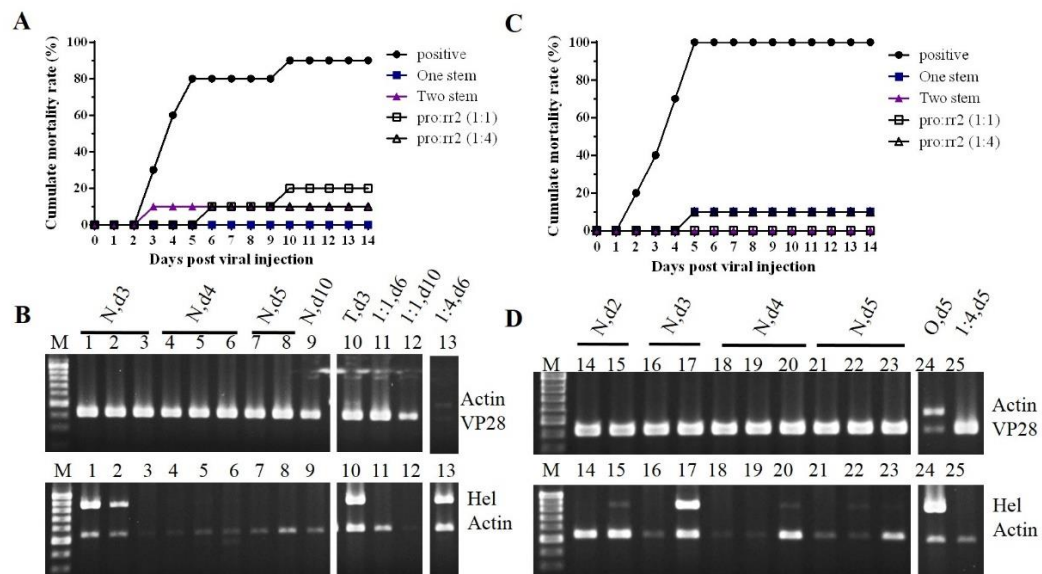 A
Cumulate mortality rate (%)
100
80
60
40
20
0
0 1 2 3 4 5 6 7 8 9 10 11 12 13 14
Days post viral injection
positive
One stem
Two stem
pro:rr2 (1:1)
pro:rr2 (1:4)
C
Cumulate mortality rate (%)
100
80
60
40
20
0
0 1 2 3 4 5 6 7 8 9 10 11 12 13 14
Days post viral injection
positive
One stem
Two stem
pro:rr2 (1:1)
pro:rr2 (1:4)
B
N,d3 N,d4 N,d5 N,d10 T,d3 1:1,d6 1:1,d10 1:4,d6
M 1 2 3 4 5 6 7 8 9 10 11 12 13
Actin
VP28
M 1 2 3 4 5 6 7 8 9 10 11 12 13
Hel
Actin
D
N,d2 N,d3 N,d4 N,d5 O,d5 1:4,d5
M 14 15 16 17 18 19 20 21 22 23 24 25
Actin
VP28
M 14 15 16 17 18 19 20 21 22 23 24 25
Hel
Actin